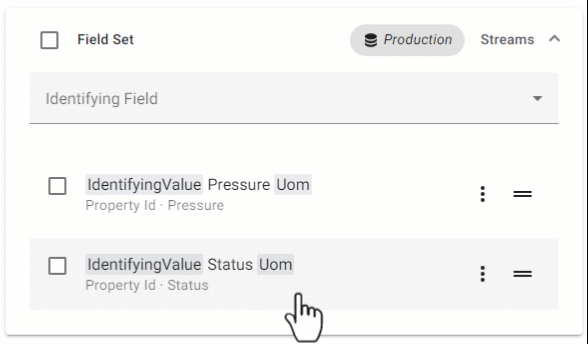 Field Set
Production
Streams
Identifying Field
IdentifyingValue Pressure Uom
Property Id · Pressure
IdentifyingValue Status Uom
Property Id · Status